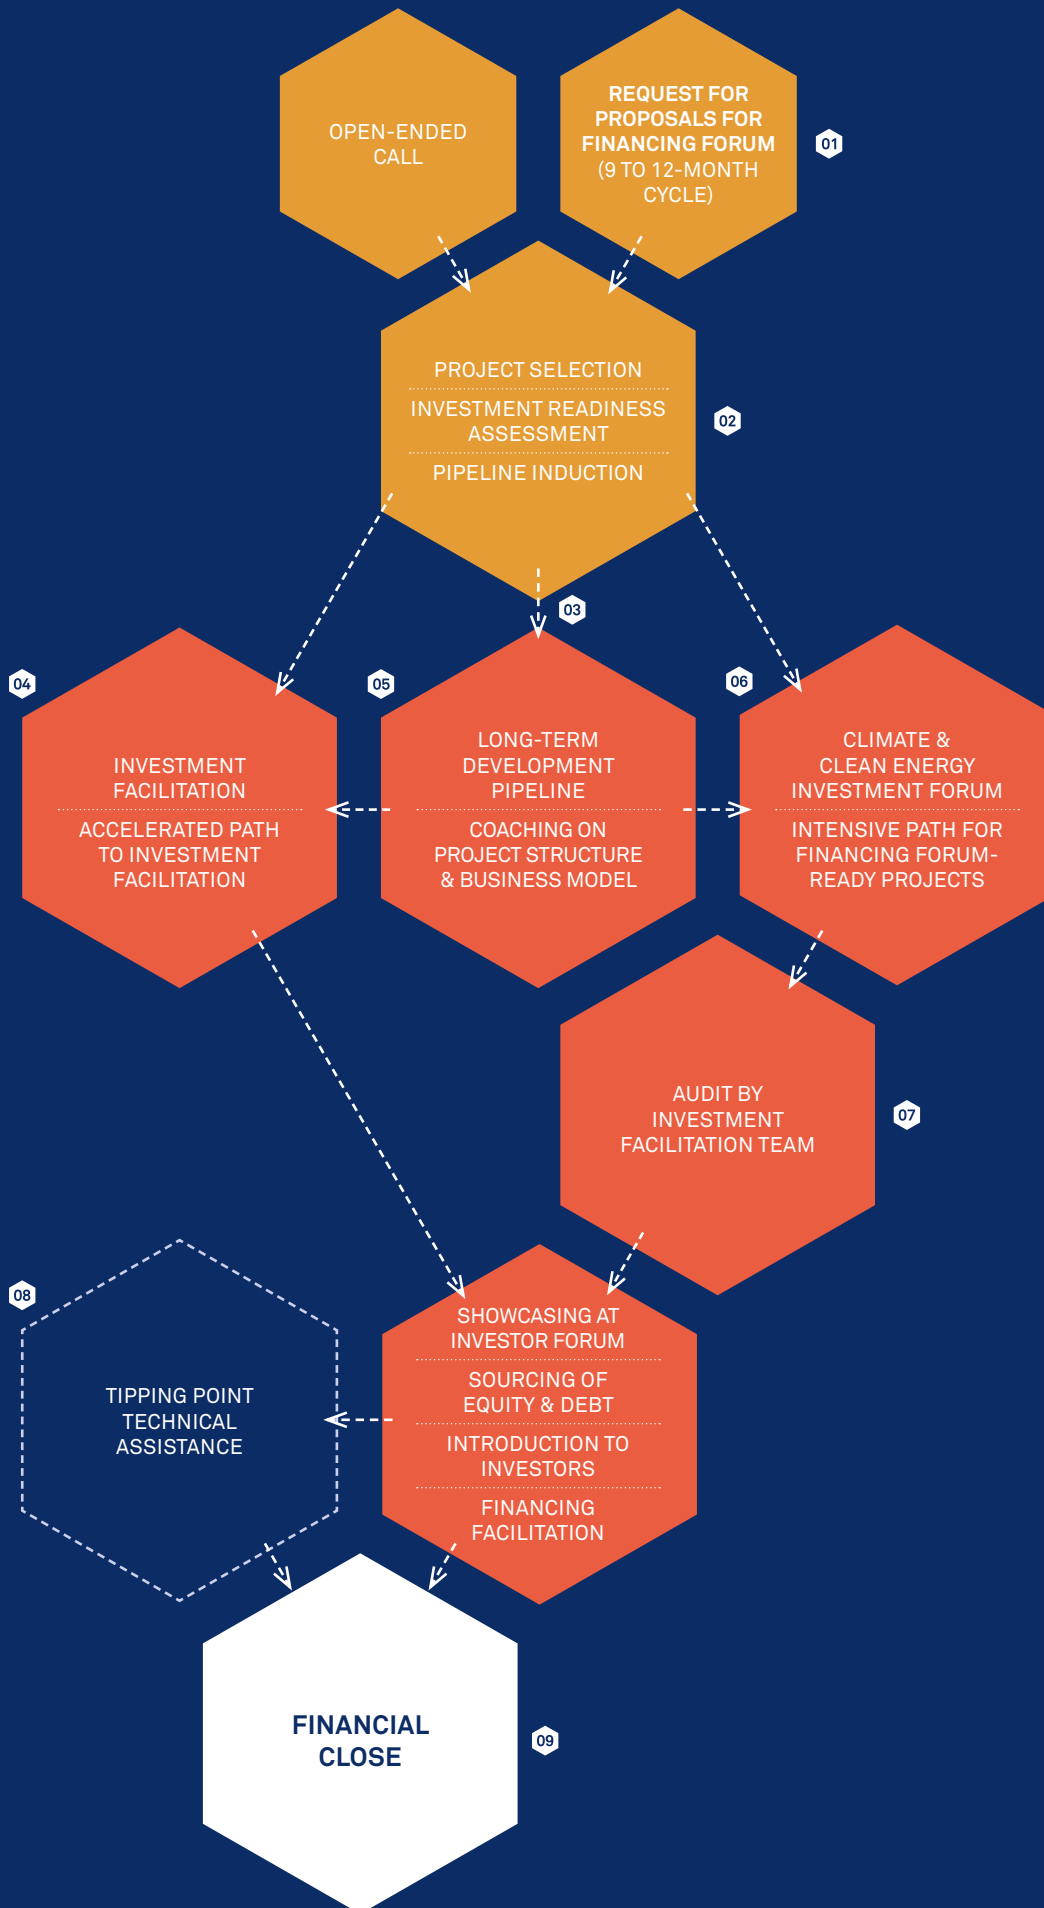 OPEN-ENDED
CALL
REQUEST FOR
PROPOSALS FOR
FINANCING FORUM
(9 TO 12-MONTH
CYCLE)
01
PROJECT SELECTION
INVESTMENT READINESS
ASSESSMENT
PIPELINE INDUCTION
02
03
04
INVESTMENT
FACILITATION
ACCELERATED PATH
TO INVESTMENT
FACILITATION
05
LONG-TERM
DEVELOPMENT
PIPELINE
COACHING ON
PROJECT STRUCTURE
& BUSINESS MODEL
06
CLIMATE &
CLEAN ENERGY
INVESTMENT FORUM
INTENSIVE PATH FOR
FINANCING FORUM-
READY PROJECTS
AUDIT BY
INVESTMENT
FACILITATION TEAM
07
08
TIPPING POINT
TECHNICAL
ASSISTANCE
SHOWCASING AT
INVESTOR FORUM
SOURCING OF
EQUITY & DEBT
INTRODUCTION TO
INVESTORS
FINANCING
FACILITATION
FINANCIAL
CLOSE
09